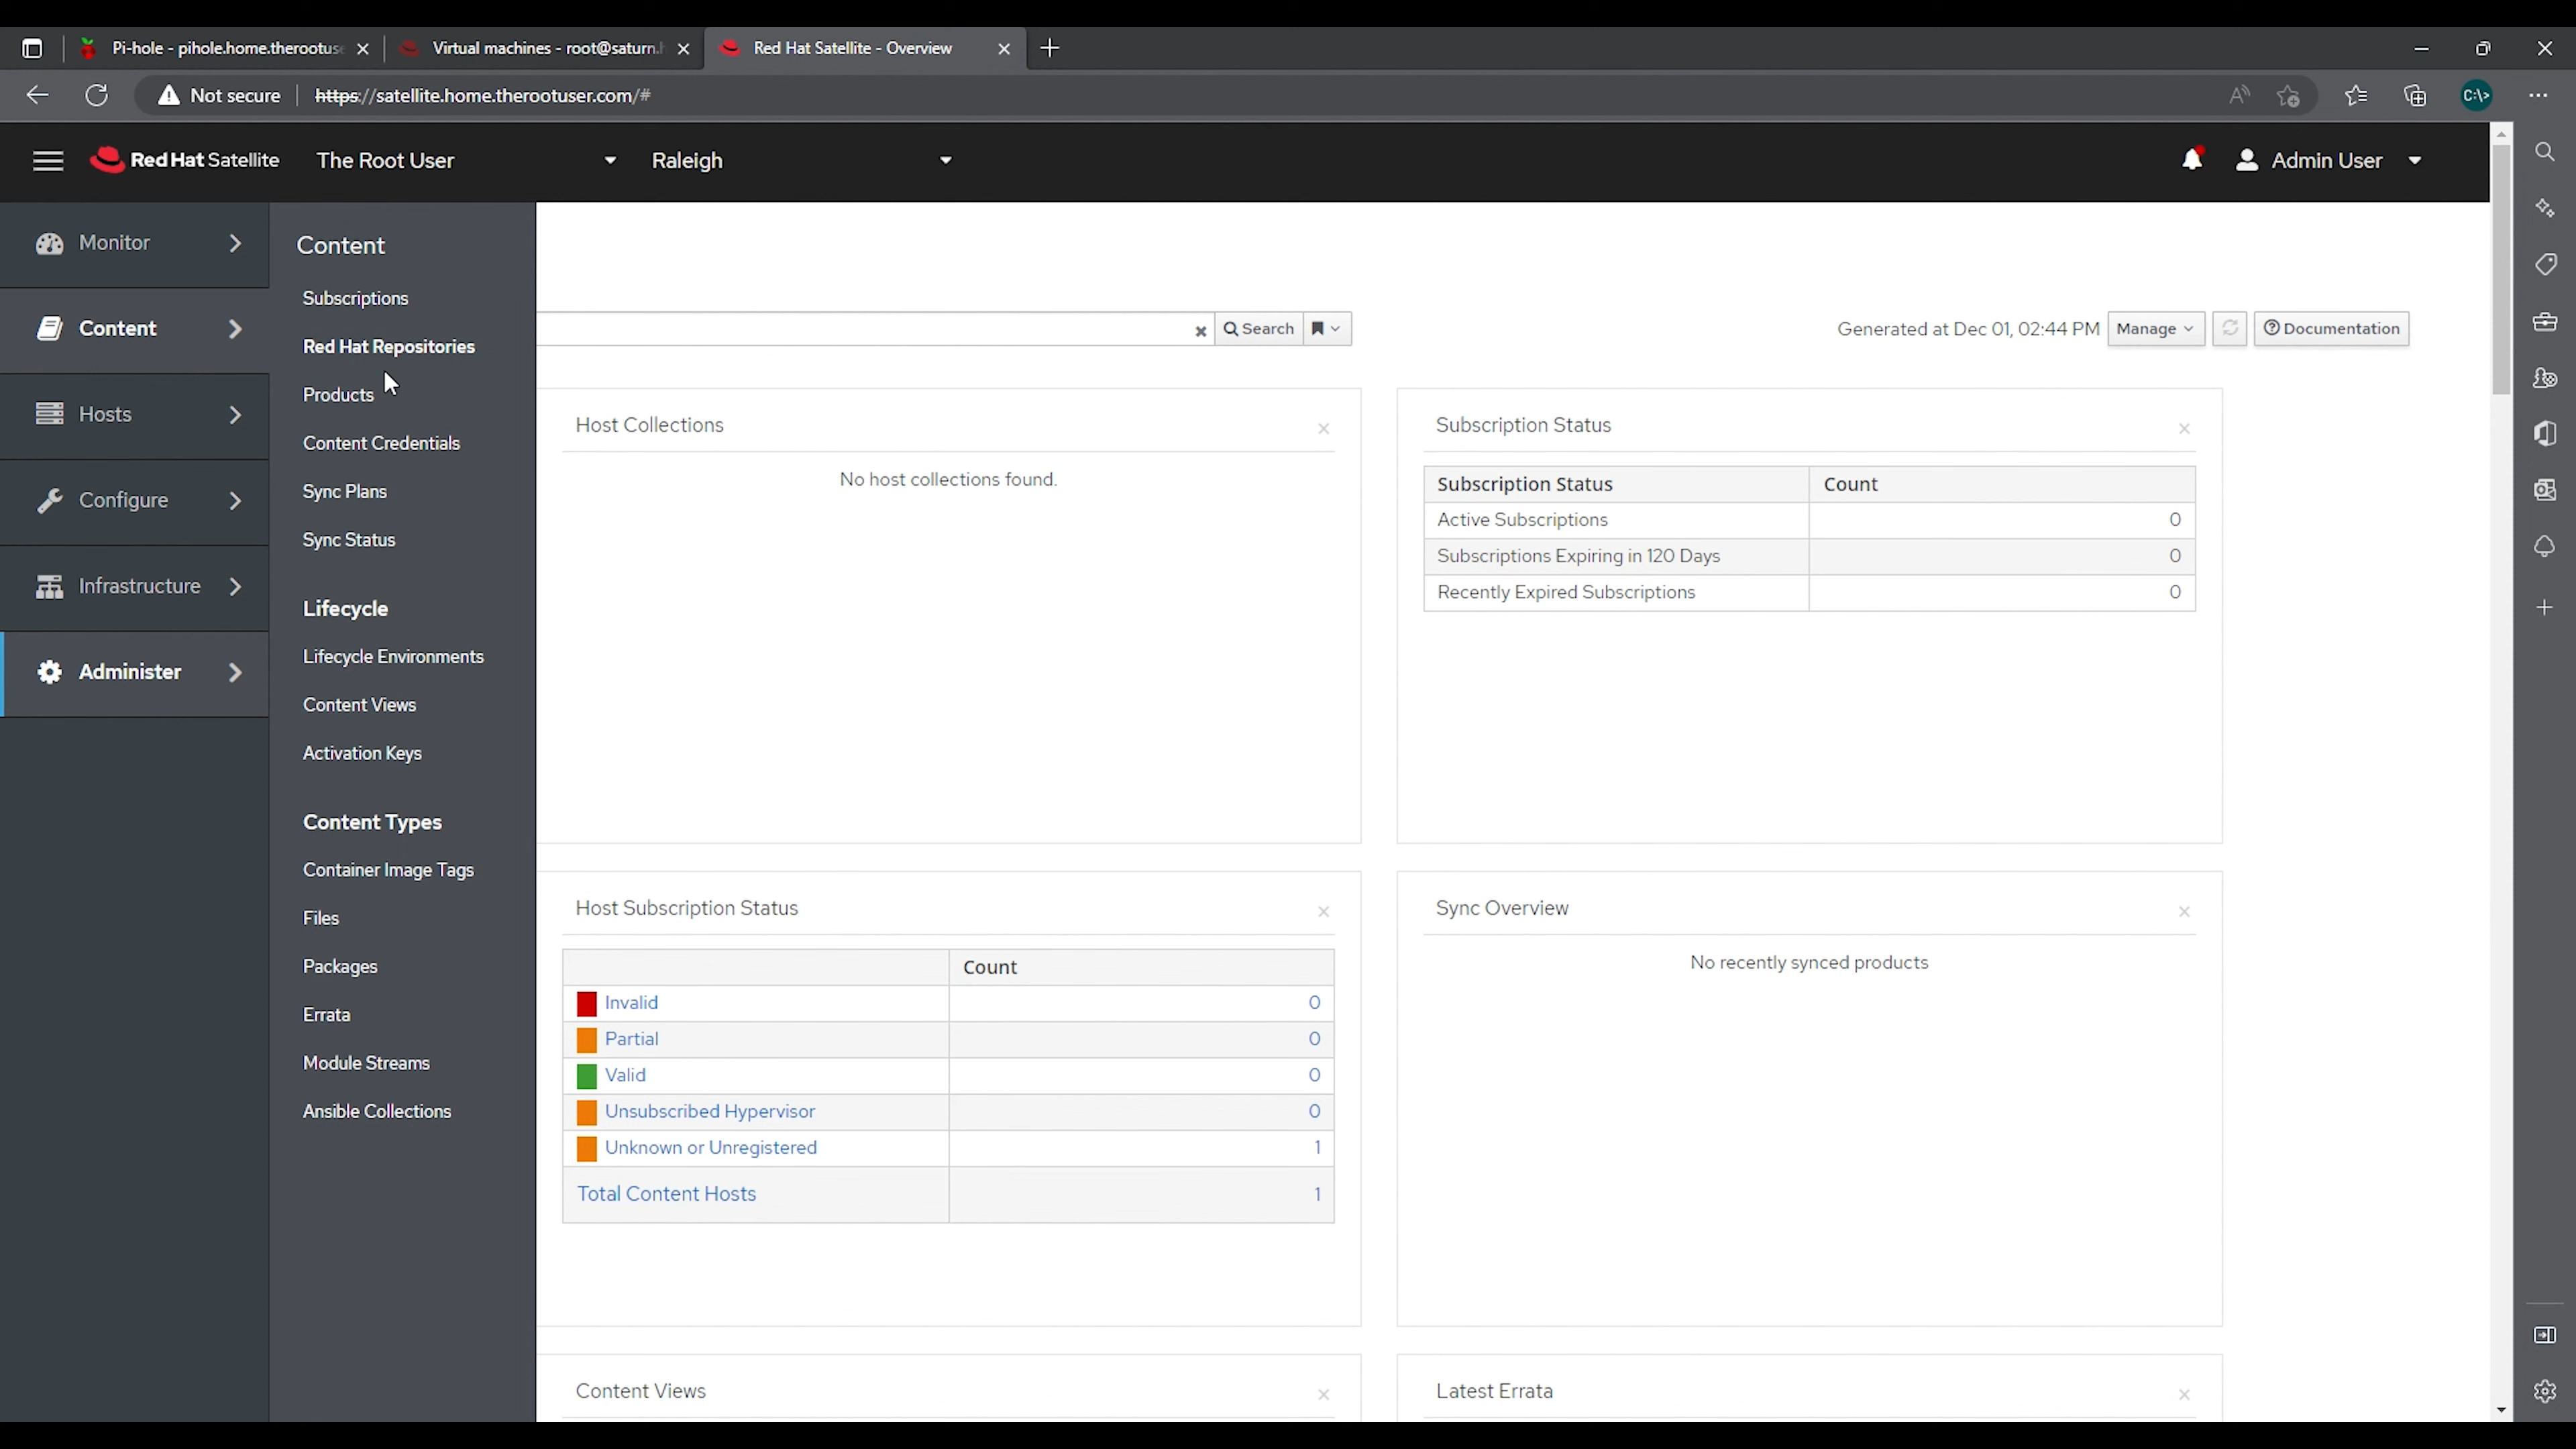 Pi-hole - pihole.home.therootuse
Virtual machines - root@saturn.h
Red Hat Satellite - Overview
Not secure
https://satellite.home.therootuser.com/#
C:\>
Red Hat Satellite
The Root User
Raleigh
Admin User
Monitor
Content
Hosts
Configure
Infrastructure
Administer
Content
Subscriptions
Red Hat Repositories
Products
Content Credentials
Sync Plans
Sync Status
Lifecycle
Lifecycle Environments
Content Views
Activation Keys
Content Types
Container Image Tags
Files
Packages
Errata
Module Streams
Ansible Collections
Search
Generated at Dec 01, 02:44 PM
Manage
Documentation
Host Collections
No host collections found.
Subscription Status
Subscription Status Count
Active Subscriptions 0
Subscriptions Expiring in 120 Days 0
Recently Expired Subscriptions 0
Host Subscription Status
Count
Invalid 0
Partial 0
Valid 0
Unsubscribed Hypervisor 0
Unknown or Unregistered 1
Total Content Hosts 1
Sync Overview
No recently synced products
Content Views
Latest Errata